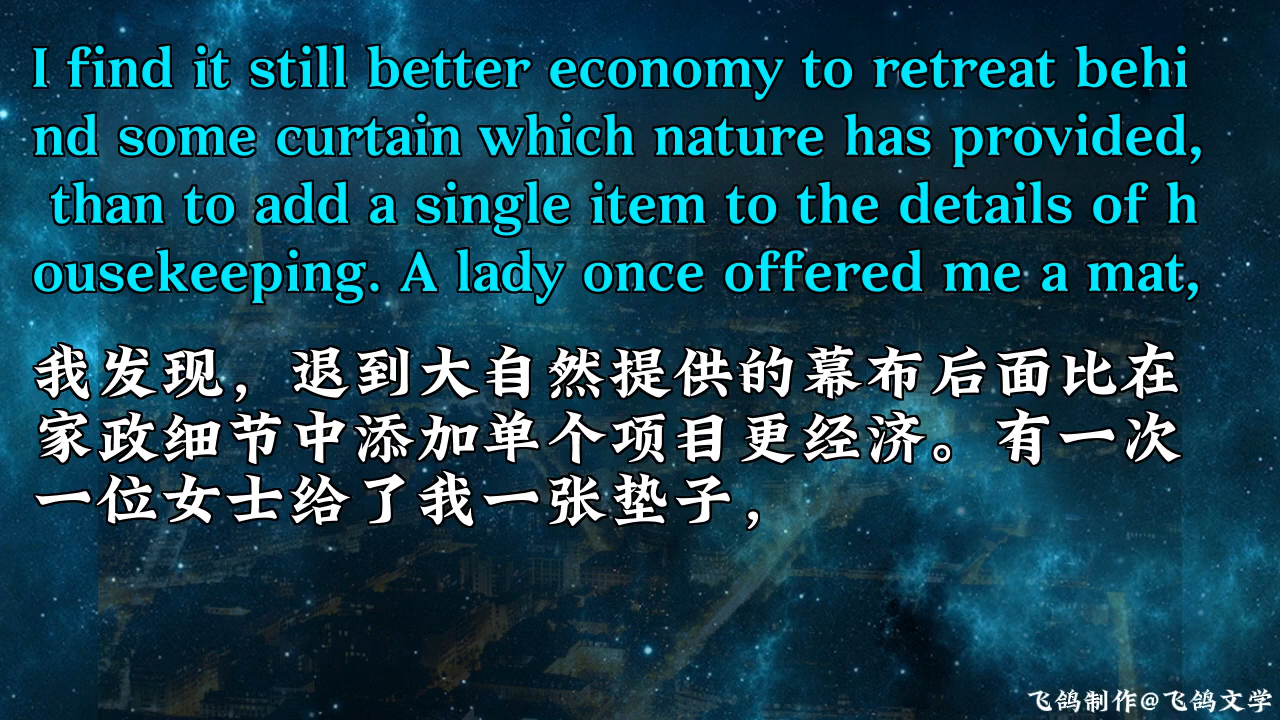 I find it still better economy to retreat behi
nd some curtain which nature has provided,
than to add a single item to the details of h
ousekeeping. A lady once offered me a mat,
我发现，退到大自然提供的幕布后面比在
家政细节中添加单个项目更经济。有一次
一位女士给了我一张垫子，
飞鸽制作@飞鸽文学